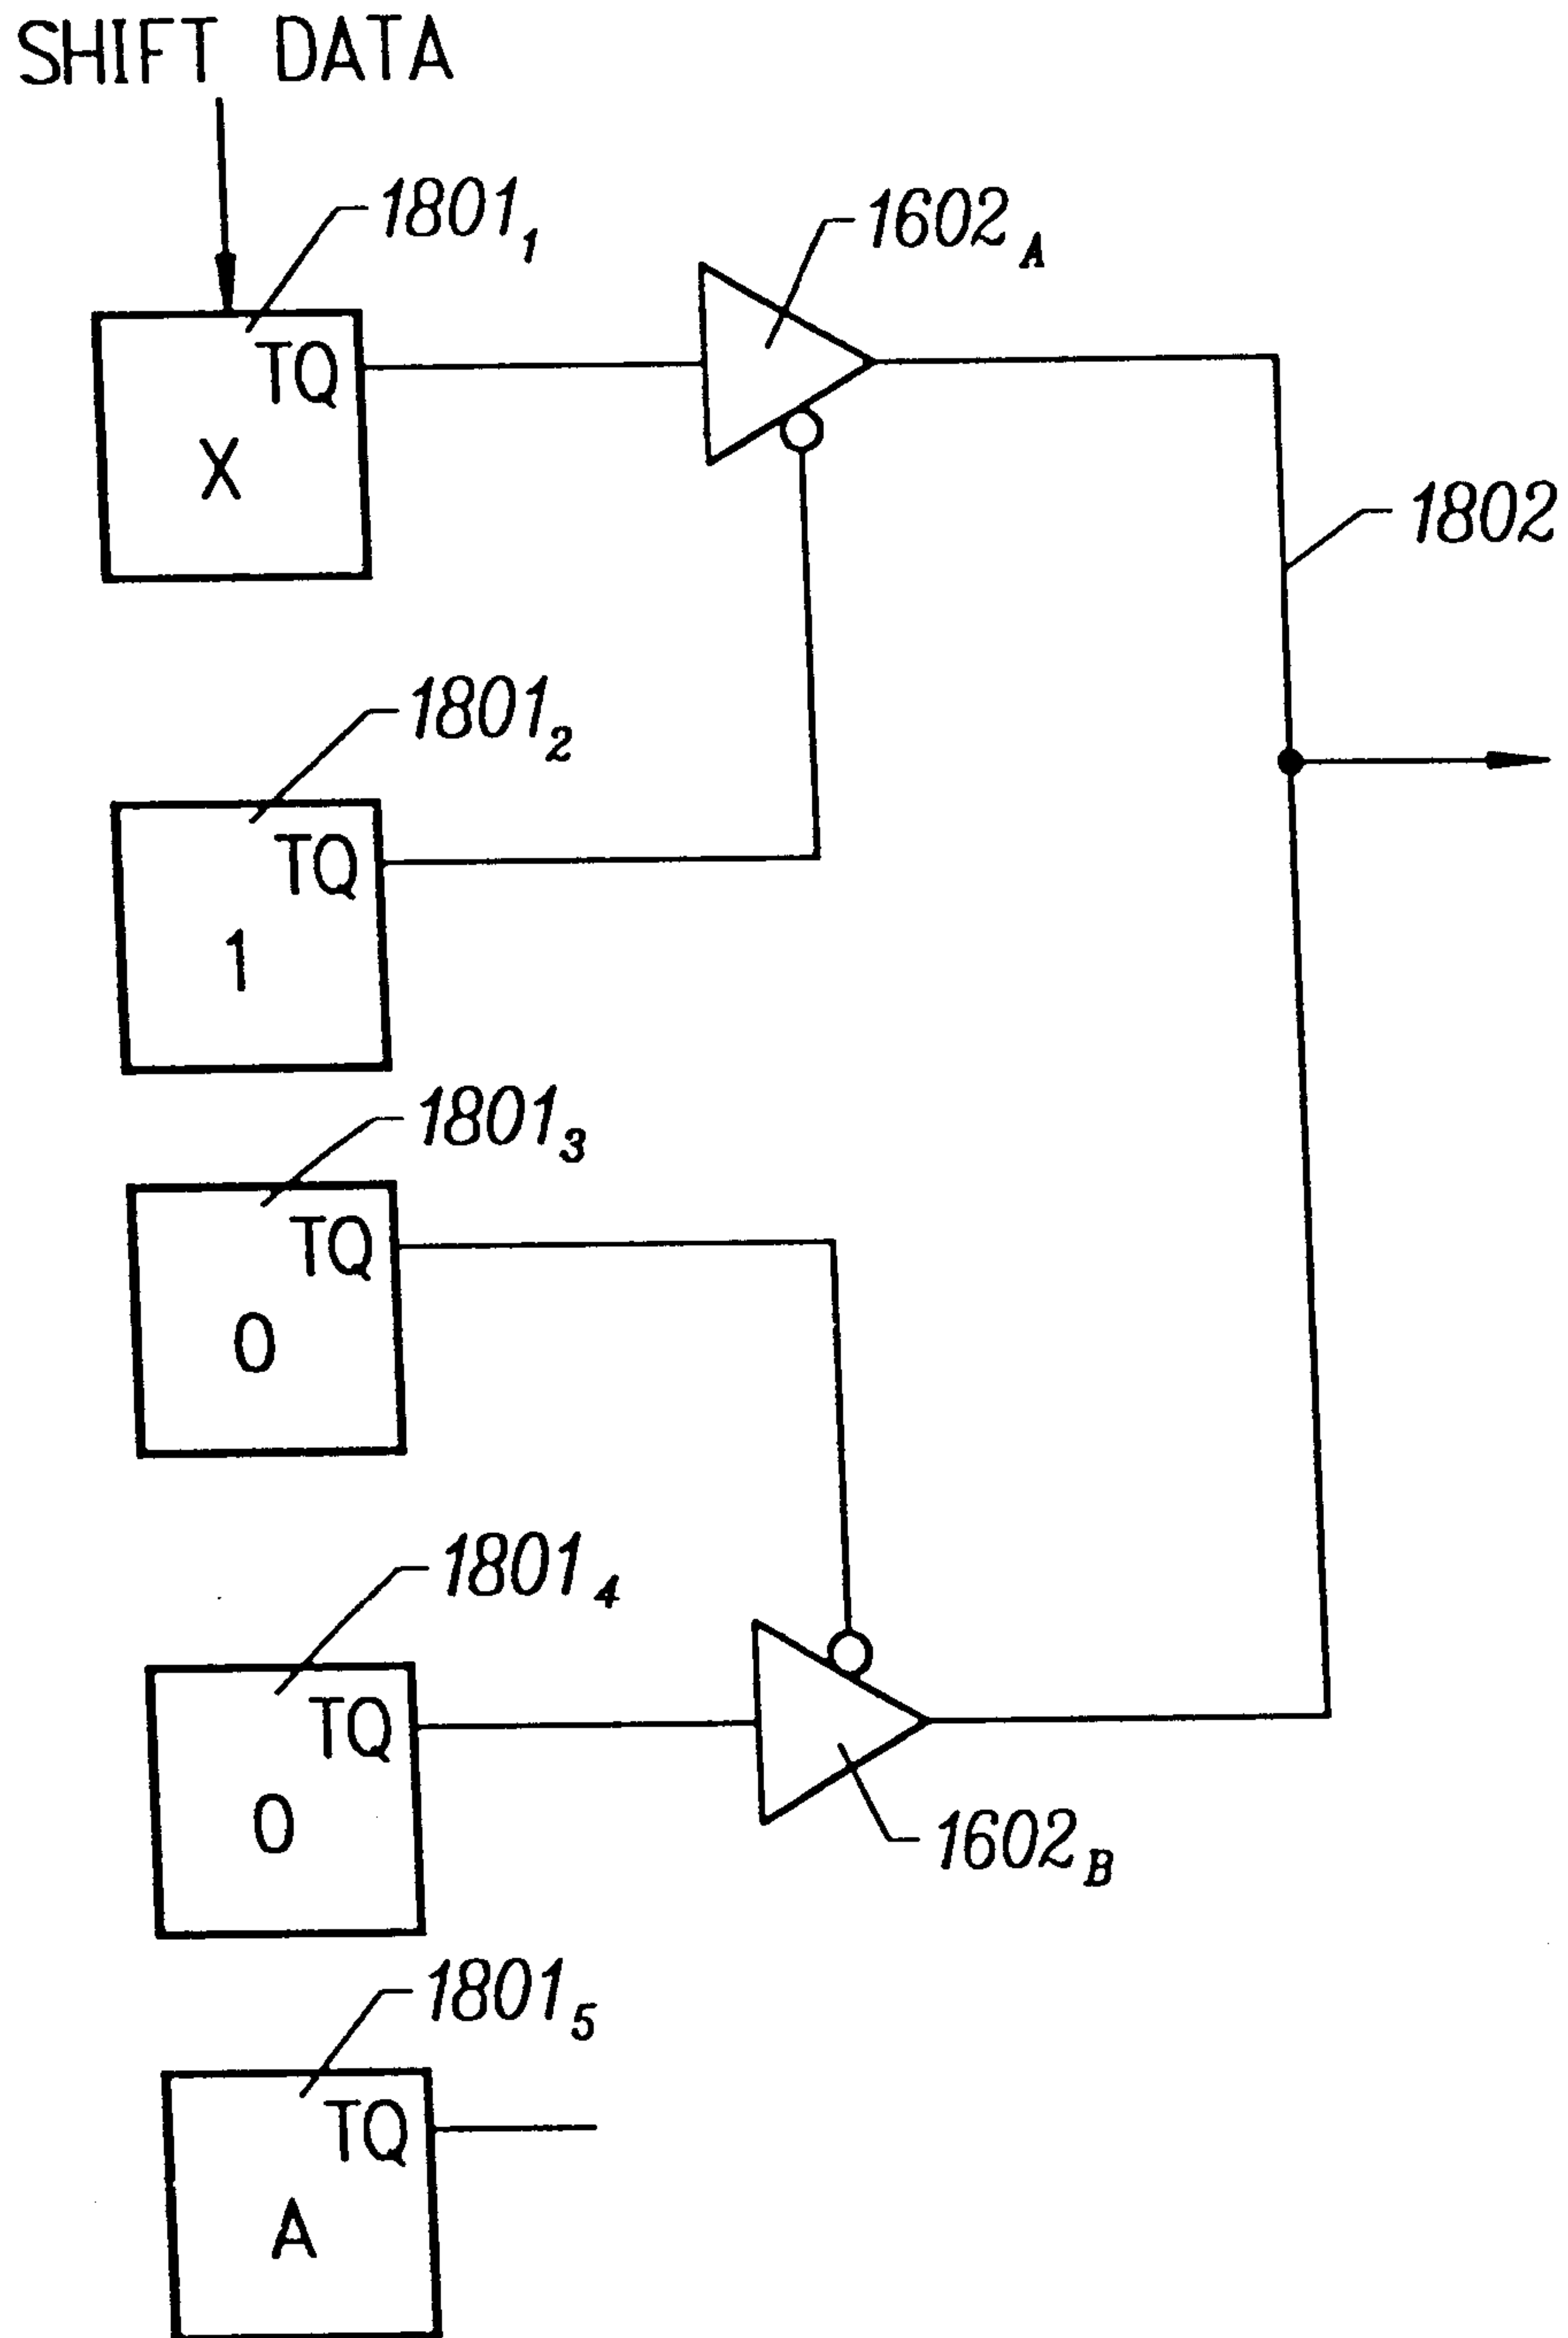 SHIFT DATA
1801₁
1602_A
TQ
X
1802
1801₂
TQ
1
1801₃
TQ
0
1801₄
TQ
0
1602_B
1801₅
TQ
A